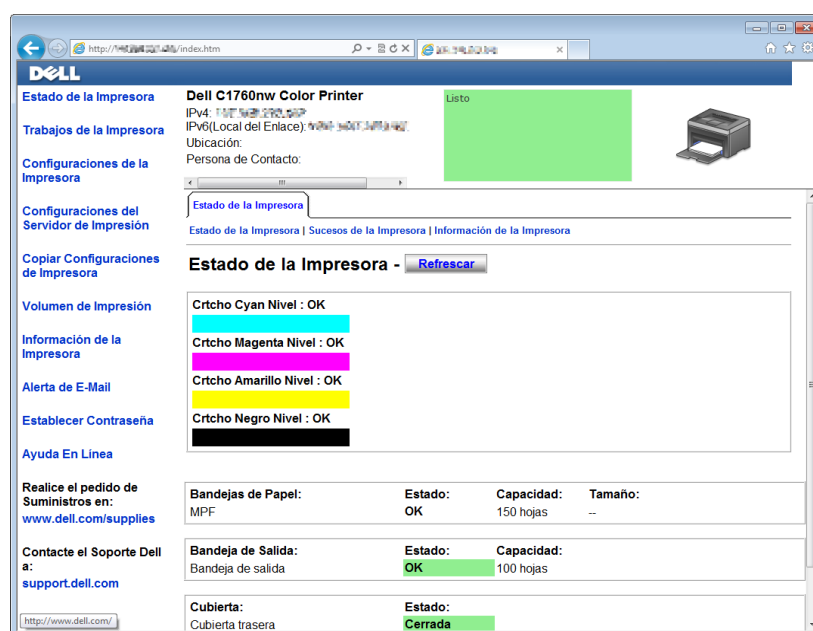 http:// /index.htm
DELL
Estado de la Impresora
Trabajos de la Impresora
Configuraciones de la
Impresora
Configuraciones del
Servidor de Impresión
Copiar Configuraciones
de Impresora
Volumen de Impresión
Información de la
Impresora
Alerta de E-Mail
Establecer Contraseña
Ayuda En Linea
Realice el pedido de
Suministros en:
www.dell.com/supplies
Contacte el Soporte Dell
a:
support.dell.com
http://www.dell.com/
Dell C1760nw Color Printer
IPv4:
IPv6(Local del Enlace):
Ubicación:
Persona de Contacto:
Listo
Estado de la Impresora
Estado de la Impresora | Sucesos de la Impresora | Información de la Impresora
Estado de la Impresora - Refrescar
Crtcho Cyan Nivel : OK
Crtcho Magenta Nivel : OK
Crtcho Amarillo Nivel : OK
Crtcho Negro Nivel : OK
Bandejas de Papel: Estado: Capacidad: Tamaño:
MPF OK 150 hojas --
Bandeja de Salida: Estado: Capacidad:
Bandeja de salida OK 100 hojas
Cubierta: Estado:
Cubierta trasera Cerrada